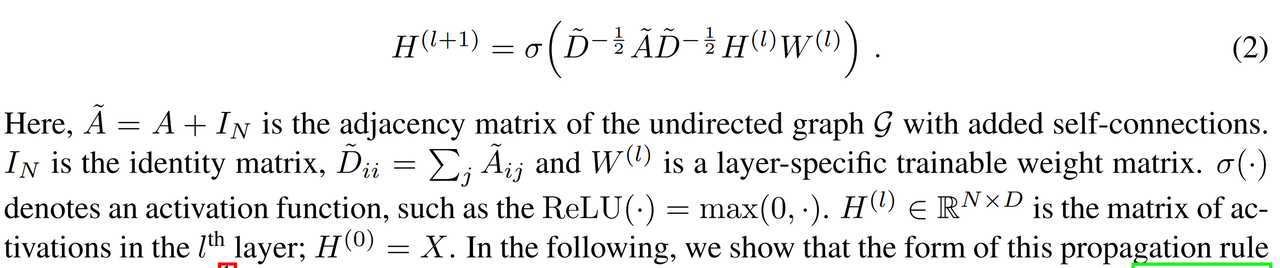 H^{(l+1)} = σ(D̃^{-1/2} Ã D̃^{-1/2} H^{(l)} W^{(l)}) . (2)
Here, Ã = A + I_N is the adjacency matrix of the undirected graph 𝒢 with added self-connections.
I_N is the identity matrix, D̃_{ii} = ∑_j Ã_{ij} and W^{(l)} is a layer-specific trainable weight matrix. σ(·)
denotes an activation function, such as the ReLU(·) = max(0, ·). H^{(l)} ∈ ℝ^{N×D} is the matrix of ac-
tivations in the l^{th} layer; H^{(0)} = X. In the following, we show that the form of this propagation rule